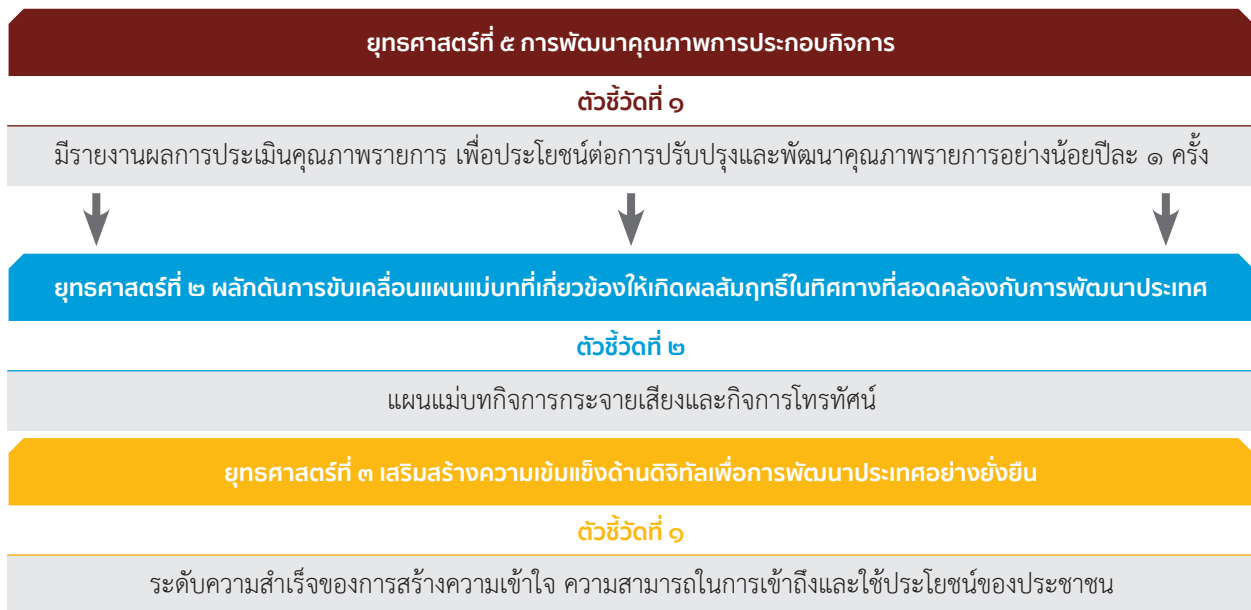 ยุทธศาสตร์ที่ ๕ การพัฒนาคุณภาพการประกอบกิจการ
ตัวชี้วัดที่ ๑
มีรายงานผลการประเมินคุณภาพรายการ เพื่อประโยชน์ต่อการปรับปรุงและพัฒนาคุณภาพรายการอย่างน้อยปีละ ๑ ครั้ง
ยุทธศาสตร์ที่ ๒ ผลักดันการขับเคลื่อนแผนแม่บทที่เกี่ยวข้องให้เกิดผลสัมฤทธิ์ในทิศทางที่สอดคล้องกับการพัฒนาประเทศ
ตัวชี้วัดที่ ๒
แผนแม่บทกิจการกระจายเสียงและกิจการโทรทัศน์
ยุทธศาสตร์ที่ ๓ เสริมสร้างความเข้มแข็งด้านดิจิทัลเพื่อการพัฒนาประเทศอย่างยั่งยืน
ตัวชี้วัดที่ ๑
ระดับความสำเร็จของการสร้างความเข้าใจ ความสามารถในการเข้าถึงและใช้ประโยชน์ของประชาชน